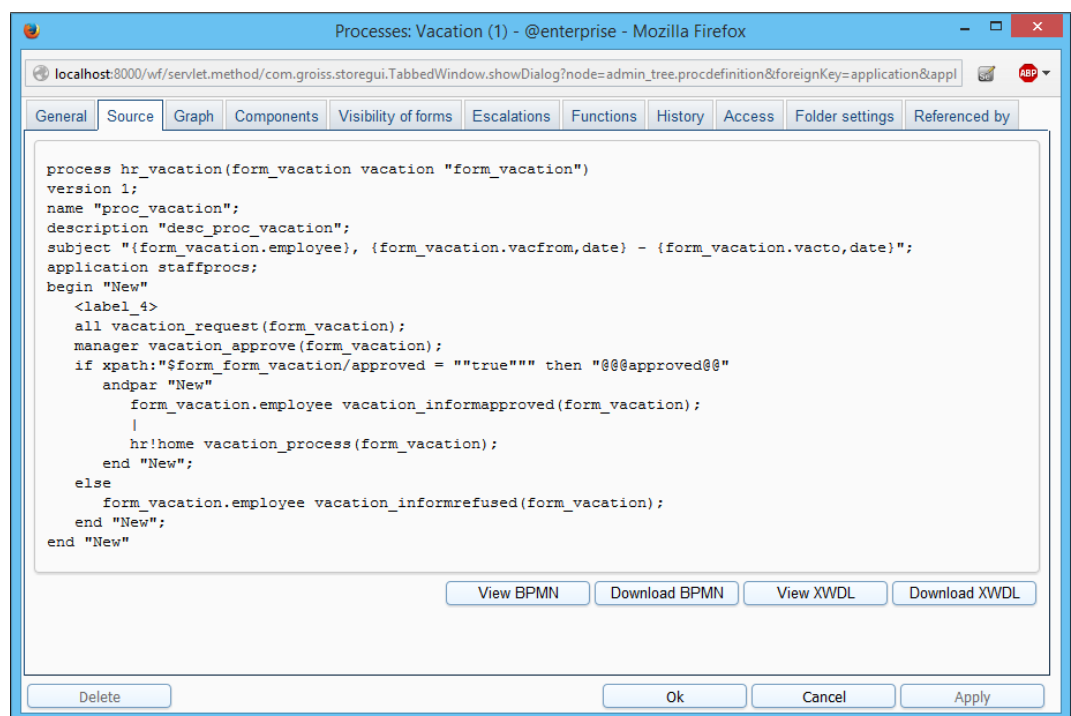 Processes: Vacation (1) - @enterprise - Mozilla Firefox
localhost:8000/wf/servlet.method/com.groiss.storegui.TabbedWindow.showDialog?node=admin_tree.procdefinition&foreignKey=application&appl
ABP
General Source Graph Components Visibility of forms Escalations Functions History Access Folder settings Referenced by
process hr_vacation(form_vacation vacation "form_vacation")
version 1;
name "proc_vacation";
description "desc_proc_vacation";
subject "{form_vacation.employee}, {form_vacation.vacfrom,date} - {form_vacation.vacto,date}";
application staffprocs;
begin "New"
<label_4>
all vacation_request(form_vacation);
manager vacation_approve(form_vacation);
if xpath:"$form_form_vacation/approved = ""true""" then "@@@approved@@"
andpar "New"
form_vacation.employee vacation_informapproved(form_vacation);
|
hr!home vacation_process(form_vacation);
end "New";
else
form_vacation.employee vacation_informrefused(form_vacation);
end "New";
end "New"
View BPMN Download BPMN View XWDL Download XWDL
Delete Ok Cancel Apply